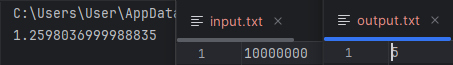 C:\Users\User\AppData
1.2598036999988835
input.txt ×
1 10000000
output.txt ×
1 5